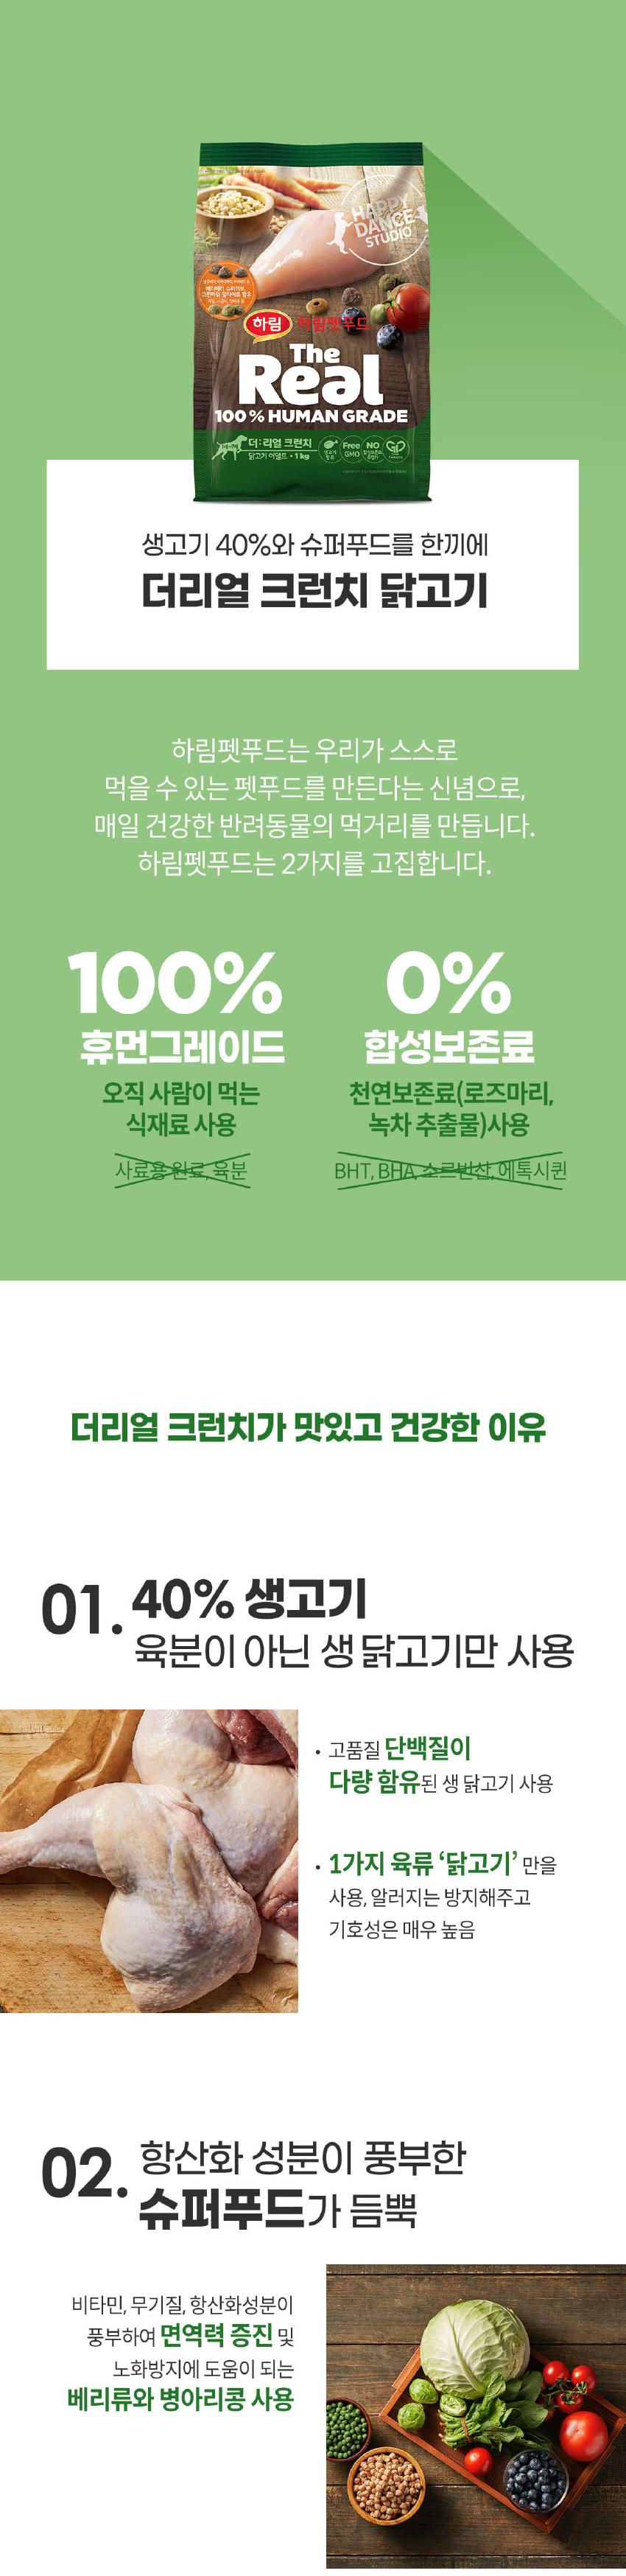 HAPPY
DANCE
STUDIO
하림
하림펫푸드
The
Real
100% HUMAN GRADE
더:리얼 크런치
닭고기 어덜트 • 1kg
Free
GMO
NO
생고기 40%와 슈퍼푸드를 한끼에
더리얼 크런치 닭고기
하림펫푸드는 우리가 스스로
먹을 수 있는 펫푸드를 만든다는 신념으로,
매일 건강한 반려동물의 먹거리를 만듭니다.
하림펫푸드는 2가지를 고집합니다.
100%
휴먼그레이드
오직 사람이 먹는
식재료 사용
사료용 원료, 육분
0%
합성보존료
천연보존료(로즈마리,
녹차 추출물)사용
BHT, BHA, 소르빈산, 에톡시퀸
더리얼 크런치가 맛있고 건강한 이유
01. 40% 생고기
육분이 아닌 생 닭고기만 사용
• 고품질 단백질이
다량 함유된 생 닭고기 사용
• 1가지 육류 ‘닭고기’ 만을
사용, 알러지는 방지해주고
기호성은 매우 높음
02. 항산화 성분이 풍부한
슈퍼푸드가 듬뿍
비타민, 무기질, 항산화성분이
풍부하여 면역력 증진 및
노화방지에 도움이 되는
베리류와 병아리콩 사용